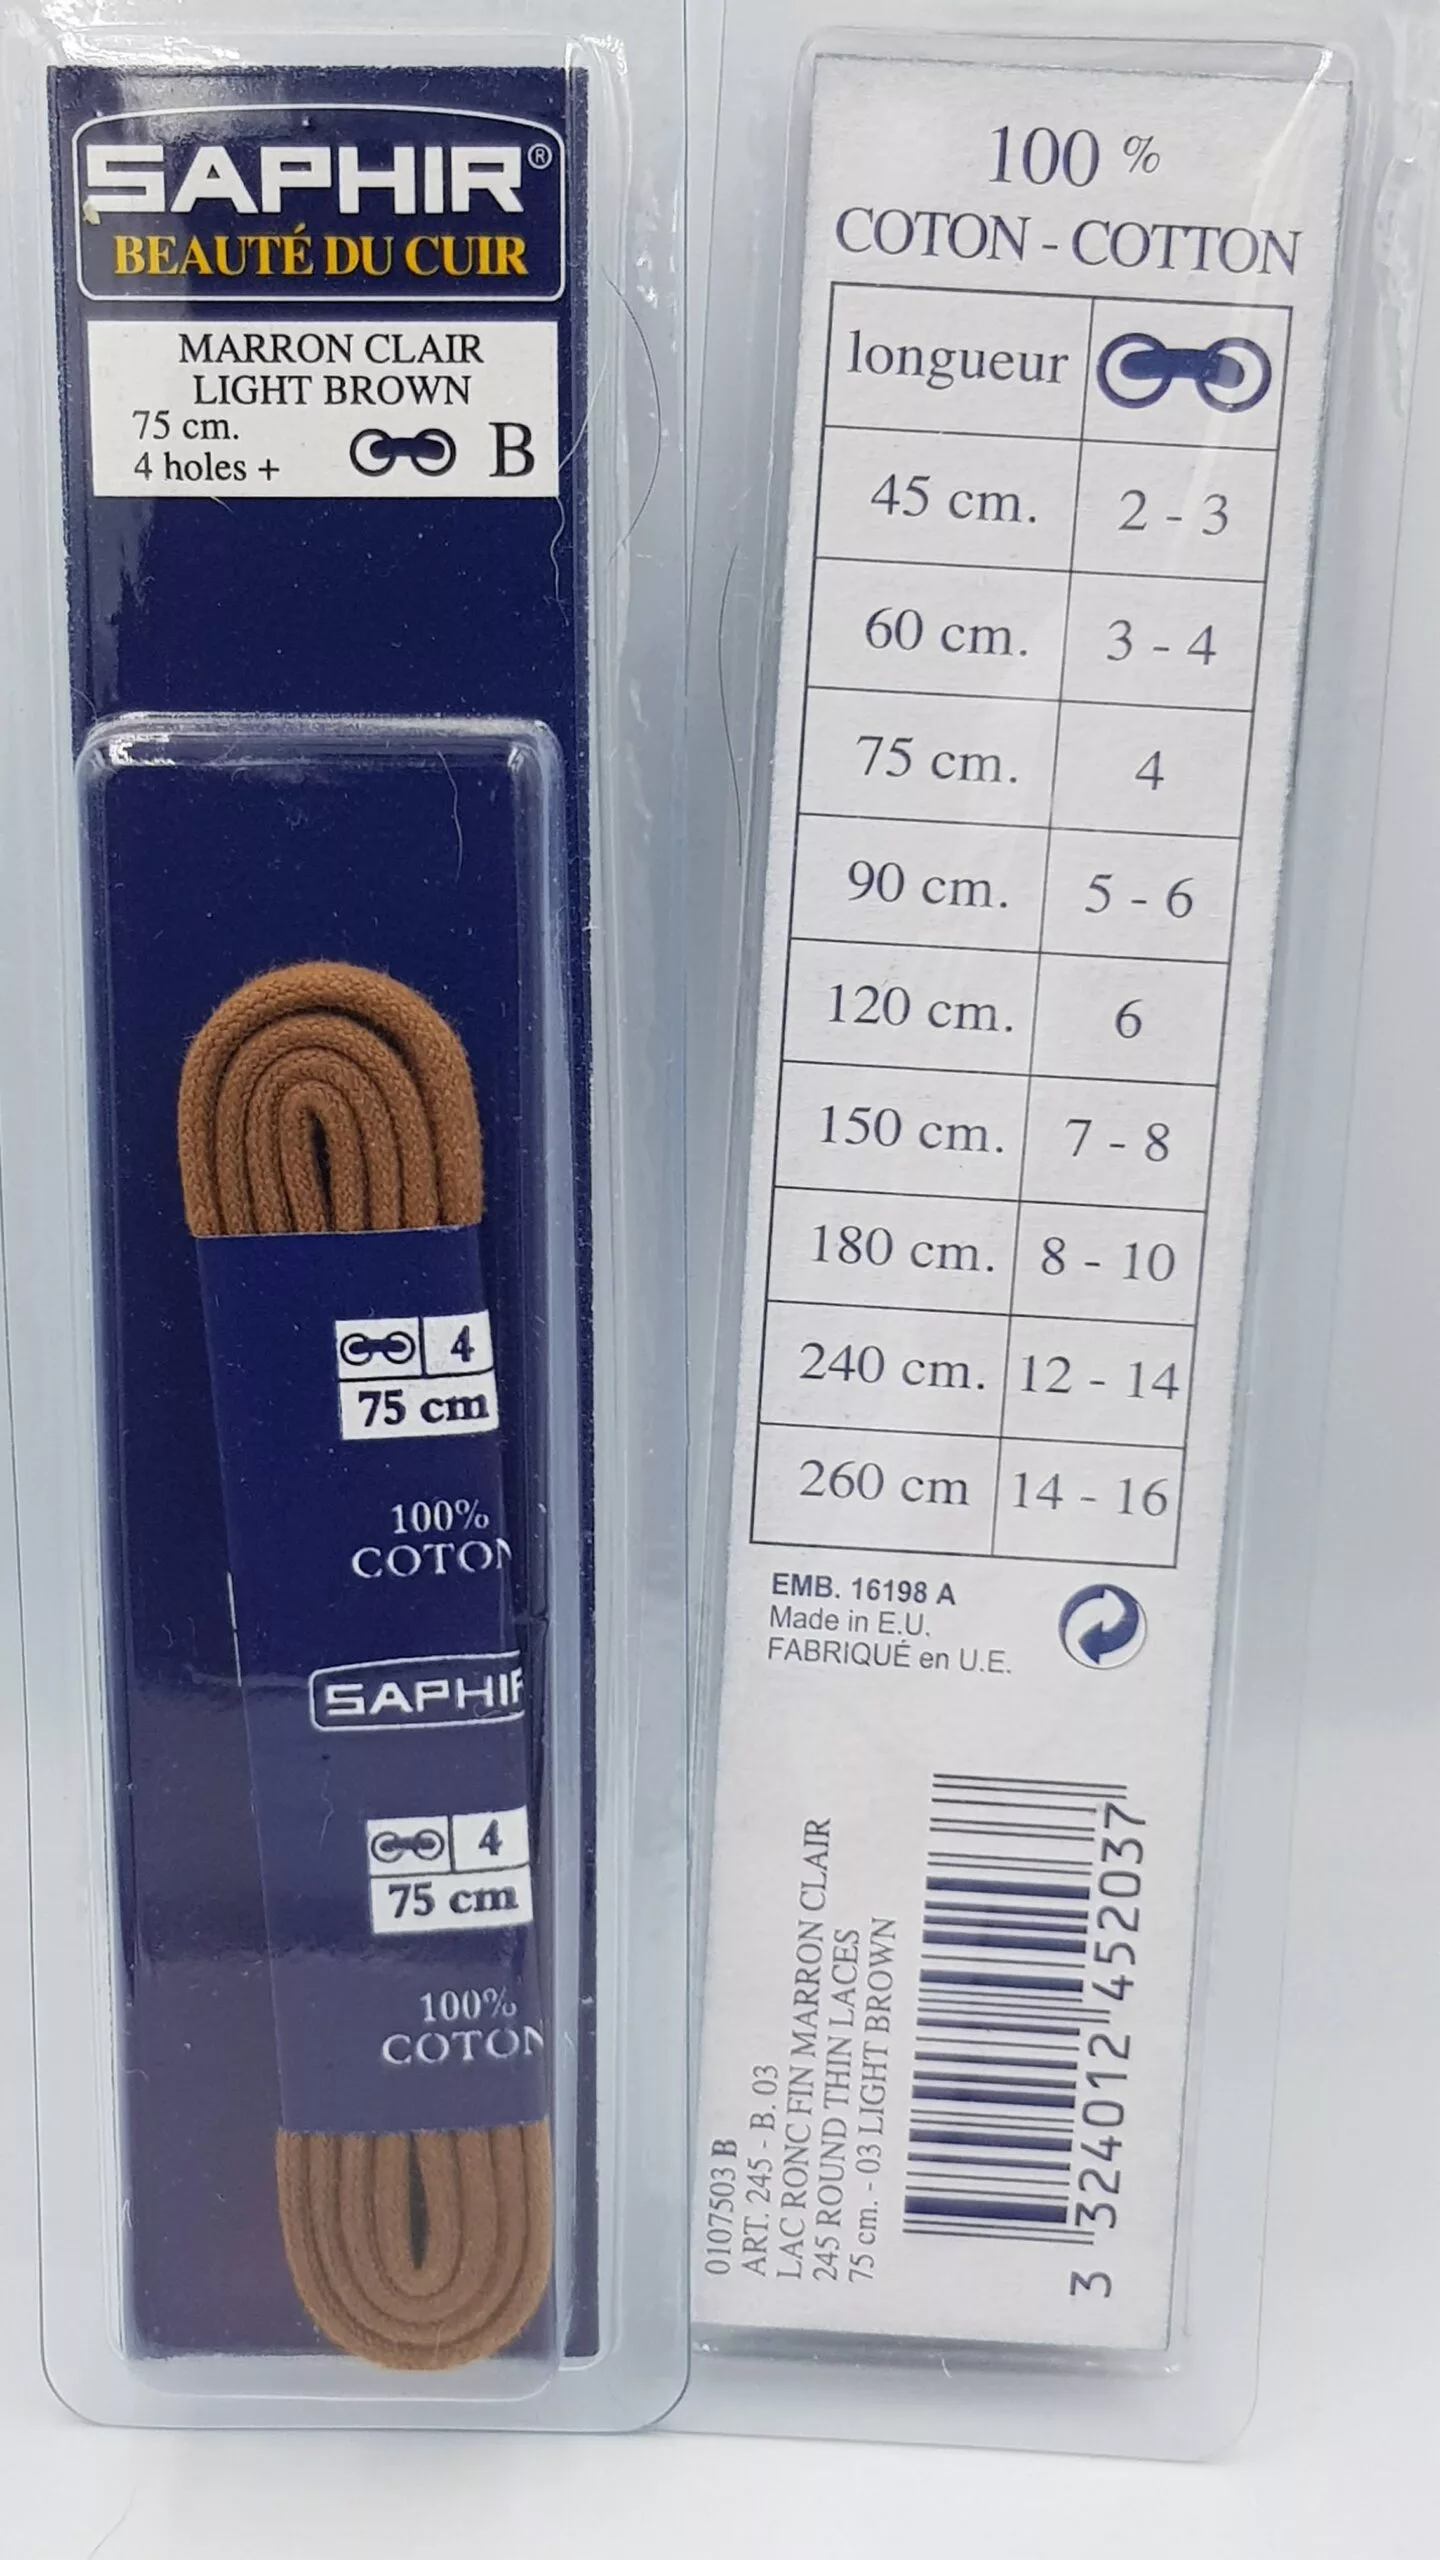 SAPHIR®
BEAUTÉ DU CUIR
MARRON CLAIR
LIGHT BROWN
75 cm.
4 holes +
B
4
75 cm
100%
COTON
SAPHIR
4
75 cm
100%
COTON
100 %
COTON - COTTON
longueur
45 cm. 2 - 3
60 cm. 3 - 4
75 cm. 4
90 cm. 5 - 6
120 cm. 6
150 cm. 7 - 8
180 cm. 8 - 10
240 cm. 12 - 14
260 cm 14 - 16
EMB. 16198 A
Made in E.U.
FABRIQUÉ en U.E.
0107503 B
ART. 245 - B. 03
LAC RONC FIN MARRON CLAIR
245 ROUND THIN LACES
75 cm. - 03 LIGHT BROWN
3 324012 452037